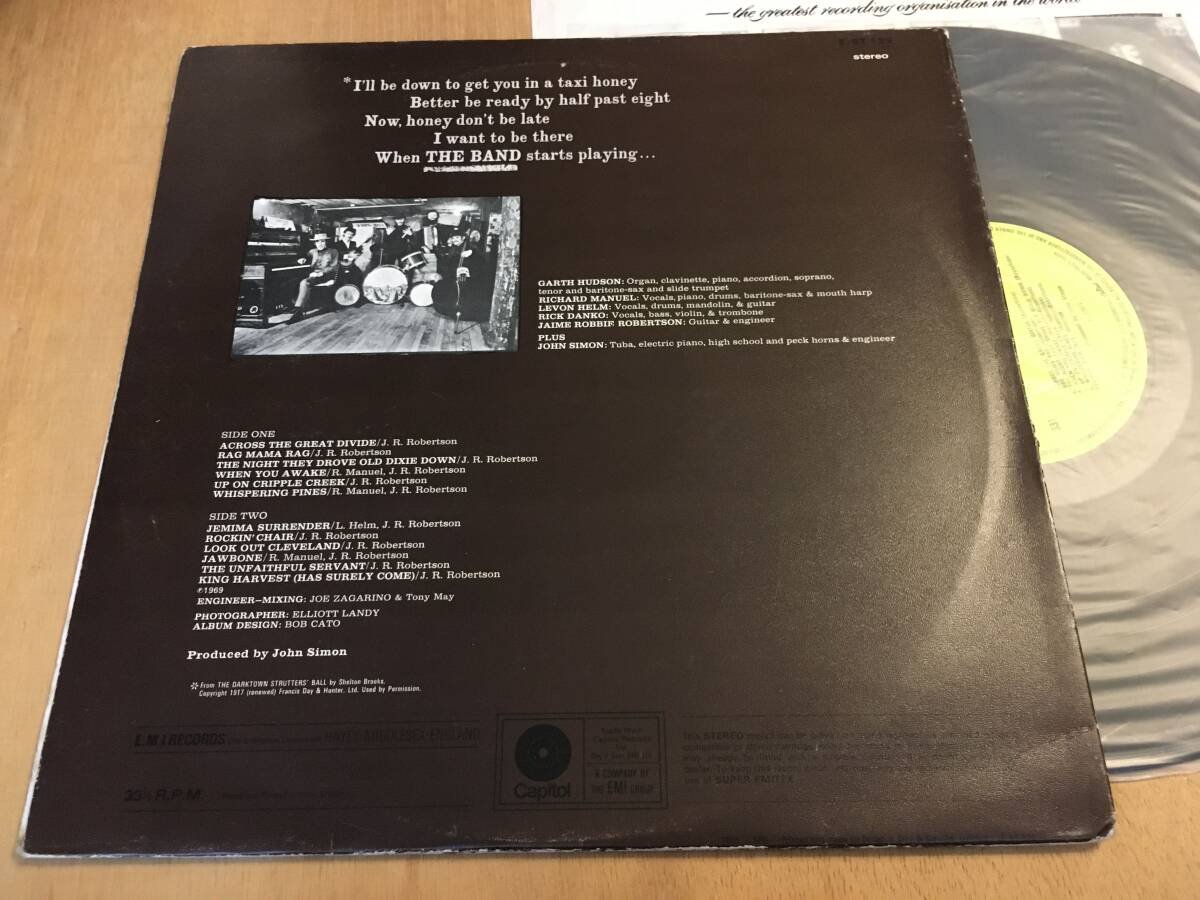 — the greatest recording organisation in the world
stereo
*I'll be down to get you in a taxi honey
Better be ready by half past eight
Now, honey don't be late
I want to be there
When THE BAND starts playing...
GARTH HUDSON: Organ, clavinette, piano, accordion, soprano,
tenor and baritone-sax and slide trumpet
RICHARD MANUEL: Vocals, piano, drums, baritone-sax & mouth harp
LEVON HELM: Vocals, drums, mandolin, & guitar
RICK DANKO: Vocals, bass, violin, & trombone
JAIME ROBBIE ROBERTSON: Guitar & engineer
PLUS
JOHN SIMON: Tuba, electric piano, high school and peck horns & engineer
SIDE ONE
ACROSS THE GREAT DIVIDE/J. R. Robertson
RAG MAMA RAG/J. R. Robertson
THE NIGHT THEY DROVE OLD DIXIE DOWN/J. R. Robertson
WHEN YOU AWAKE/R. Manuel, J. R. Robertson
UP ON CRIPPLE CREEK/J. R. Robertson
WHISPERING PINES/R. Manuel, J. R. Robertson
SIDE TWO
JEMIMA SURRENDER/L. Helm, J. R. Robertson
ROCKIN' CHAIR/J. R. Robertson
LOOK OUT CLEVELAND/J. R. Robertson
JAWBONE/R. Manuel, J. R. Robertson
THE UNFAITHFUL SERVANT/J. R. Robertson
KING HARVEST (HAS SURELY COME)/J. R. Robertson
℗1969
ENGINEER—MIXING: JOE ZAGARINO & Tony May
PHOTOGRAPHER: ELLIOTT LANDY
ALBUM DESIGN: BOB CATO
Produced by John Simon
* From THE DARKTOWN STRUTTERS' BALL by Shelton Brooks.
Copyright 1917 (renewed) Francis Day & Hunter. Ltd. Used by Permission.
E.M.I RECORDS HAYES MIDDLESEX ENGLAND
33⅓ R.P.M.
Capitol
A COMPANY OF
THE EMI GROUP
This STEREO record can be
use of SUPER EMITEX